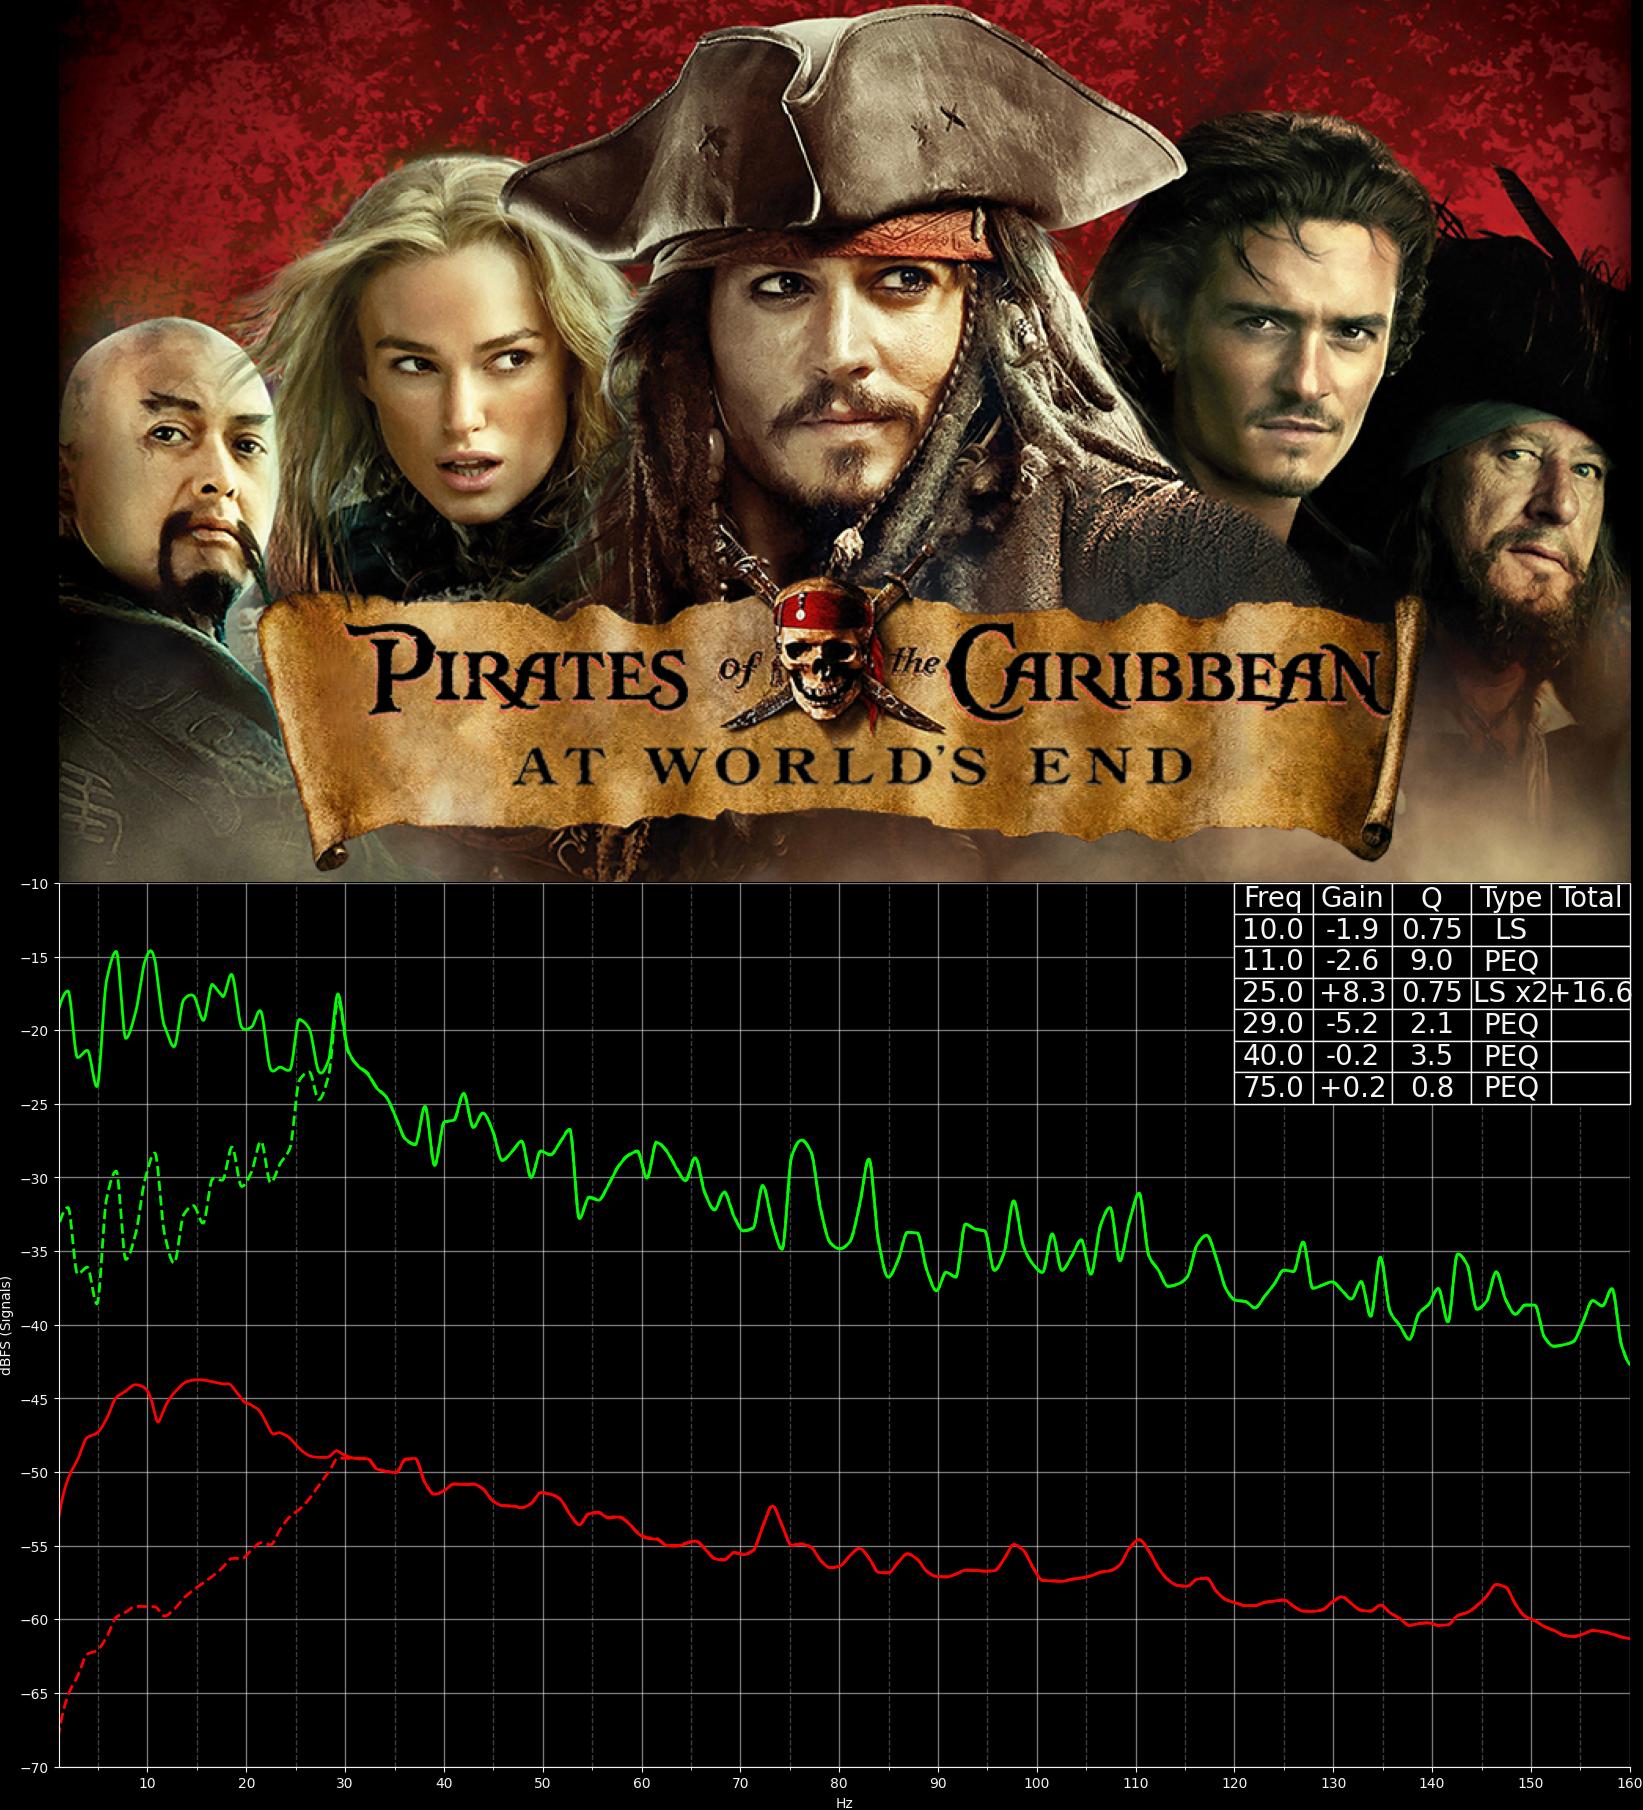 PIRATES of the CARIBBEAN
AT WORLD'S END
Freq Gain Q Type Total
10.0 -1.9 0.75 LS
11.0 -2.6 9.0 PEQ
25.0 +8.3 0.75 LS x2 +16.6
29.0 -5.2 2.1 PEQ
40.0 -0.2 3.5 PEQ
75.0 +0.2 0.8 PEQ
−10
−15
−20
−25
−30
−35
−40
−45
−50
−55
−60
−65
−70
dBFS (Signals)
10 20 30 40 50 60 70 80 90 100 110 120 130 140 150 160
Hz